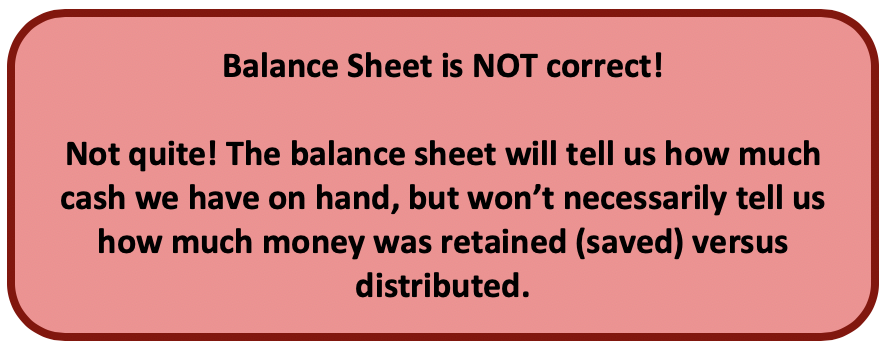 Balance Sheet is NOT correct!
Not quite! The balance sheet will tell us how much
cash we have on hand, but won’t necessarily tell us
how much money was retained (saved) versus
distributed.